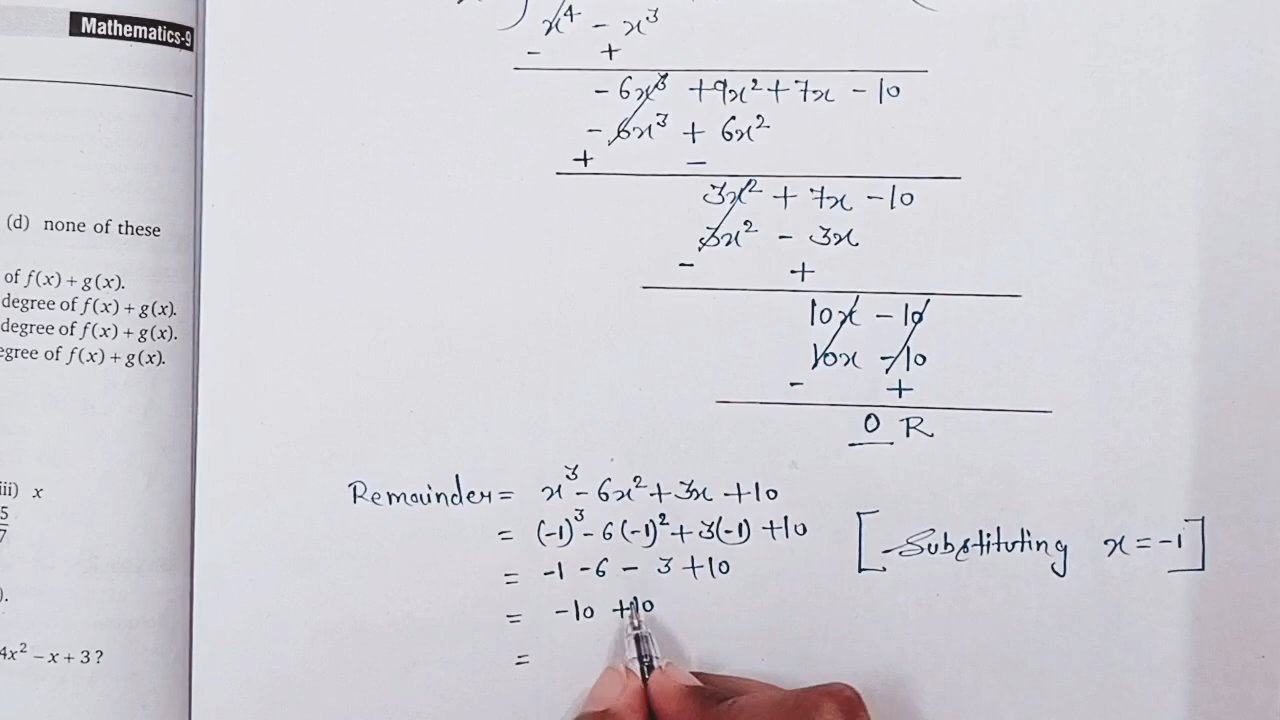 Mathematics-9
(d) none of these
of f(x) + g(x).
degree of f(x) + g(x).
degree of f(x) + g(x).
egree of f(x) + g(x).
iii) x
5
7
).
4x² – x + 3?
x⁴ - x³
- +
- 6x³ + 9x² + 7x - 10
- 6x³ + 6x²
+ -
3x² + 7x - 10
3x² - 3x
- +
10x - 10
10x - 10
- +
0 R
Remainder = x³ - 6x² + 3x + 10
= (-1)³ - 6(-1)² + 3(-1) + 10 [Substituting x = -1]
= -1 - 6 - 3 + 10
= -10 + 10
=